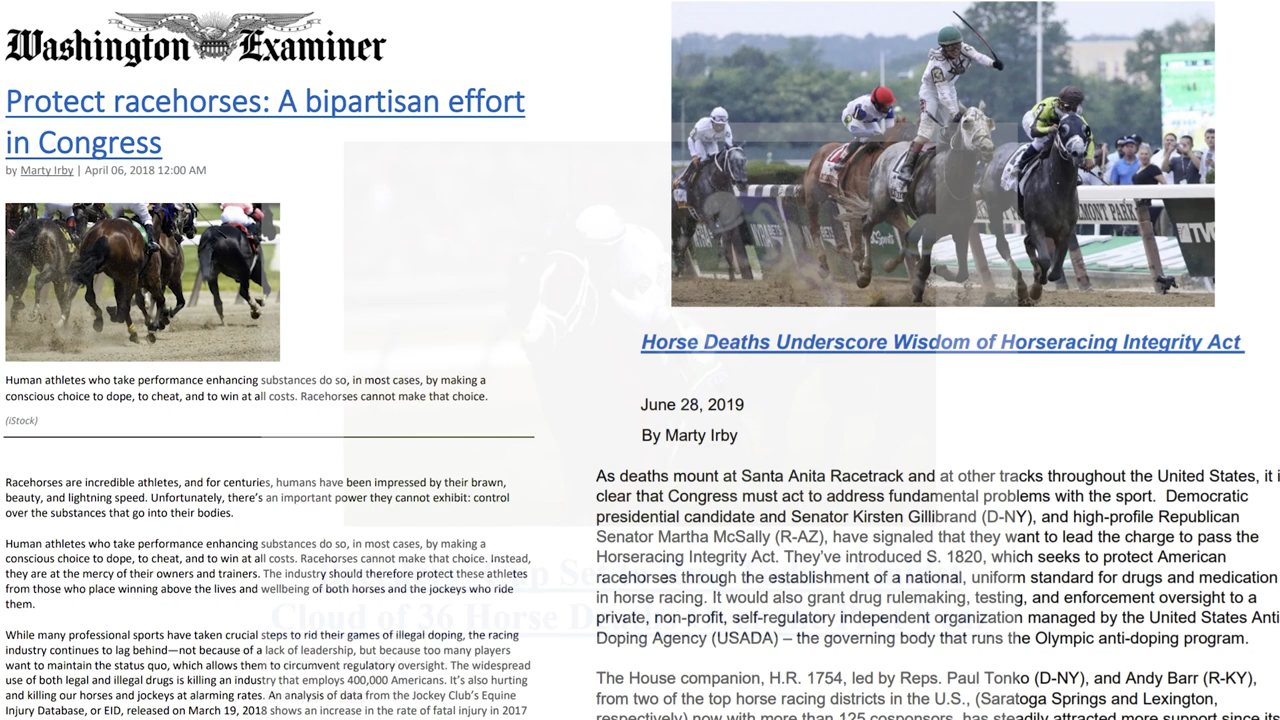 Washington Examiner
Protect racehorses: A bipartisan effort
in Congress
by Marty Irby | April 06, 2018 12:00 AM
Human athletes who take performance enhancing substances do so, in most cases, by making a
conscious choice to dope, to cheat, and to win at all costs. Racehorses cannot make that choice.
(iStock)
Racehorses are incredible athletes, and for centuries, humans have been impressed by their brawn,
beauty, and lightning speed. Unfortunately, there's an important power they cannot exhibit: control
over the substances that go into their bodies.
Human athletes who take performance enhancing substances do so, in most cases, by making a
conscious choice to dope, to cheat, and to win at all costs. Racehorses cannot make that choice. Instead,
they are at the mercy of their owners and trainers. The industry should therefore protect these athletes
from those who place winning above the lives and wellbeing of both horses and the jockeys who ride
them.
While many professional sports have taken crucial steps to rid their games of illegal doping, the racing
industry continues to lag behind—not because of a lack of leadership, but because too many players
want to maintain the status quo, which allows them to circumvent regulatory oversight. The widespread
use of both legal and illegal drugs is killing an industry that employs 400,000 Americans. It's also hurting
and killing our horses and jockeys at alarming rates. An analysis of data from the Jockey Club's Equine
Injury Database, or EID, released on March 19, 2018 shows an increase in the rate of fatal injury in 2017
LMONT PARK
TV
Horse Deaths Underscore Wisdom of Horseracing Integrity Act
June 28, 2019
By Marty Irby
As deaths mount at Santa Anita Racetrack and at other tracks throughout the United States, it i
clear that Congress must act to address fundamental problems with the sport. Democratic
presidential candidate and Senator Kirsten Gillibrand (D-NY), and high-profile Republican
Senator Martha McSally (R-AZ), have signaled that they want to lead the charge to pass the
Horseracing Integrity Act. They've introduced S. 1820, which seeks to protect American
racehorses through the establishment of a national, uniform standard for drugs and medication
in horse racing. It would also grant drug rulemaking, testing, and enforcement oversight to a
private, non-profit, self-regulatory independent organization managed by the United States Anti
Doping Agency (USADA) – the governing body that runs the Olympic anti-doping program.
The House companion, H.R. 1754, led by Reps. Paul Tonko (D-NY), and Andy Barr (R-KY),
from two of the top horse racing districts in the U.S., (Saratoga Springs and Lexington,
respectively) now with more than 125 cosponsors, has steadily attracted more support since its
Cloud of 36 Horse